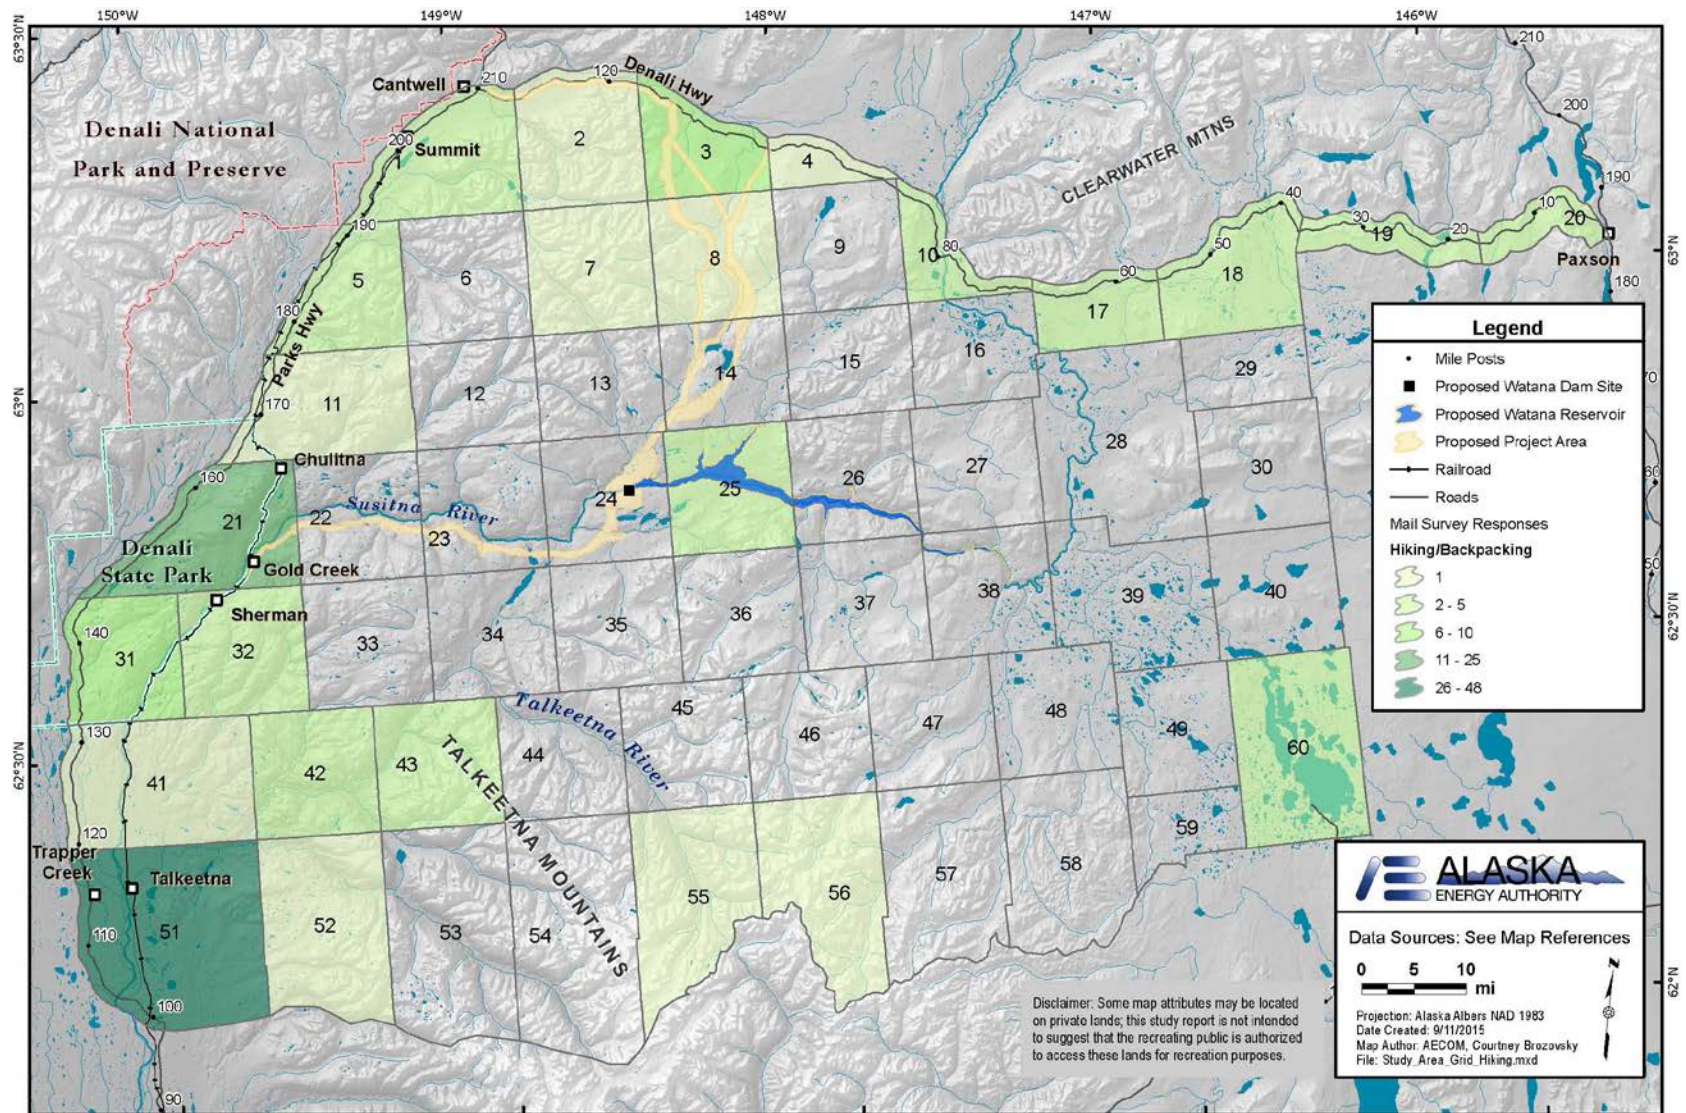 150°W
149°W
148°W
147°W
146°W
63°30'N
63°N
62°30'N
63°N
62°30'N
62°N
Cantwell
210
120
Denali Hwy
210
200
190
180
Denali National
Park and Preserve
200
Summit
1
2
3
4
CLEARWATER MTNS
190
5
6
7
8
9
10
80
60
50
40
30
20
10
17
18
19
20
Paxson
180
Parks Hwy
170
11
12
13
14
15
16
28
29
70
Chulitna
160
21
22
Susitna River
23
24
25
26
27
30
60
50
Denali
State Park
Gold Creek
Sherman
140
31
32
33
34
35
36
37
38
39
40
130
41
42
43
44
45
46
47
48
49
60
Talkeetna River
TALKEETNA MOUNTAINS
120
Trapper
Creek
Talkeetna
110
51
52
53
54
55
56
57
58
59
100
90
Legend
Mile Posts
Proposed Watana Dam Site
Proposed Watana Reservoir
Proposed Project Area
Railroad
Roads
Mail Survey Responses
Hiking/Backpacking
1
2 - 5
6 - 10
11 - 25
26 - 48
ALASKA
ENERGY AUTHORITY
Data Sources: See Map References
0 5 10
mi
N
Projection: Alaska Albers NAD 1983
Date Created: 9/11/2015
Map Author: AECOM, Courtney Brozovsky
File: Study_Area_Grid_Hiking.mxd
Disclaimer: Some map attributes may be located
on private lands; this study report is not intended
to suggest that the recreating public is authorized
to access these lands for recreation purposes.